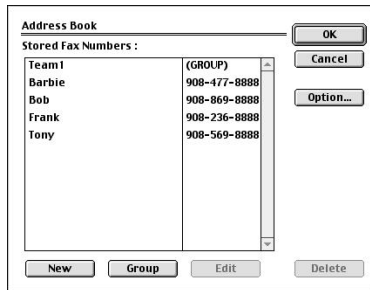 Address Book
OK
Stored Fax Numbers :
Cancel
Team1 (GROUP)
Barbie 908-477-8888
Bob 908-869-8888
Option...
Frank 908-236-8888
Tony 908-569-8888
New Group Edit Delete